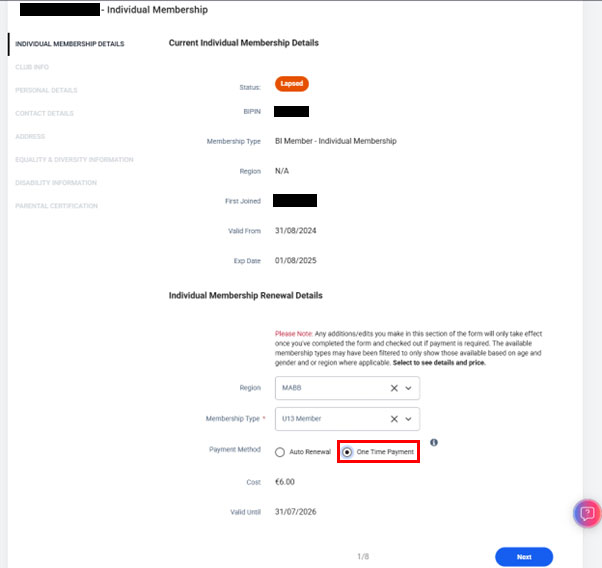 - Individual Membership
INDIVIDUAL MEMBERSHIP DETAILS
CLUB INFO
PERSONAL DETAILS
CONTACT DETAILS
ADDRESS
EQUALITY & DIVERSITY INFORMATION
DISABILITY INFORMATION
PARENTAL CERTIFICATION
Current Individual Membership Details
Status: Lapsed
BIPIN
Membership Type BI Member - Individual Membership
Region N/A
First Joined
Valid From 31/08/2024
Exp Date 01/08/2025
Individual Membership Renewal Details
Please Note: Any additions/edits you make in this section of the form will only take effect
once you've completed the form and checked out if payment is required. The available
membership types may have been filtered to only show those available based on age and
gender and or region where applicable. Select to see details and price.
Region MABB
Membership Type * U13 Member
Payment Method Auto Renewal One Time Payment
Cost €6.00
Valid Until 31/07/2026
1/8
Next